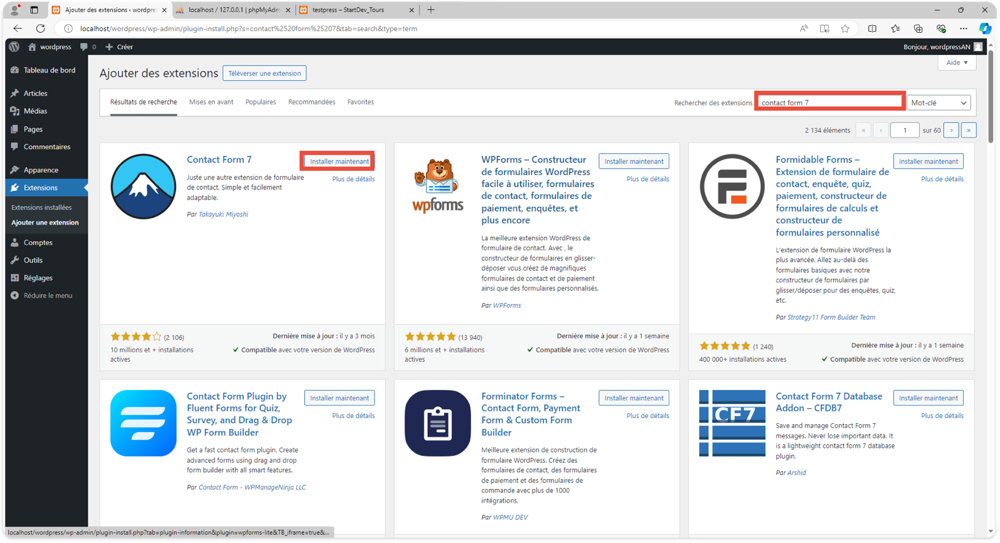 Ajouter des extensions ‹ wordpre:
localhost / 127.0.0.1 | phpMyAdm
testpress – StartDev_Tours
localhost/wordpress/wp-admin/plugin-install.php?s=contact%2520form%25207&tab=search&type=term
wordpress
0
Créer
Bonjour, wordpressAN
Aide
Tableau de bord
Articles
Médias
Pages
Commentaires
Apparence
Extensions
Extensions installées
Ajouter une extension
Comptes
Outils
Réglages
Réduire le menu
Ajouter des extensions
Téléverser une extension
Résultats de recherche
Mises en avant
Populaires
Recommandées
Favorites
Rechercher des extensions
contact form 7
Mot-clé
2 134 éléments
«
‹
1
sur 60
›
»
Contact Form 7
Installer maintenant
Plus de détails
Juste une autre extension de formulaire
de contact. Simple et facilement
adaptable.
Par Takayuki Miyoshi
(2 106)
10 millions et + installations
actives
Dernière mise à jour : il y a 3 mois
Compatible avec votre version de WordPress
wpforms
WPForms – Constructeur
de formulaires WordPress
facile à utiliser, formulaires
de contact, formulaires de
paiement, enquêtes, et
plus encore
Installer maintenant
Plus de détails
La meilleure extension WordPress de
formulaire de contact. Avec , le
constructeur de formulaires en glisser-
déposer vous créez de magnifiques
formulaires de contact et de paiement
ainsi que des formulaires personnalisés.
Par WPForms
(13 940)
6 millions et + installations
actives
Dernière mise à jour : il y a 1 semaine
Compatible avec votre version de WordPress
Formidable Forms –
Extension de formulaire de
contact, enquête, quiz,
paiement, constructeur de
formulaires de calculs et
constructeur de
formulaires personnalisé
Installer maintenant
Plus de détails
L'extension de formulaire WordPress la
plus avancée. Allez au-delà des
formulaires basiques avec notre
constructeur de formulaires par
glisser/déposer pour des enquêtes, quiz,
etc.
Par Strategy11 Form Builder Team
(1 240)
400 000+ installations actives
Dernière mise à jour : il y a 1 semaine
Compatible avec votre version de WordPress
Contact Form Plugin by
Fluent Forms for Quiz,
Survey, and Drag & Drop
WP Form Builder
Installer maintenant
Plus de détails
Get a fast contact form plugin. Create
advanced forms using drag and drop
form builder with all smart features.
Par Contact Form - WPManageNinja LLC
Forminator Forms –
Contact Form, Payment
Form & Custom Form
Builder
Installer maintenant
Plus de détails
Meilleure extension de construction de
formulaire WordPress. Créez des
formulaires de contact, des formulaires
de paiement et des formulaires de
commande avec plus de 1000
intégrations.
Par WPMU DEV
CF7
Contact Form 7 Database
Addon – CFDB7
Installer maintenant
Plus de détails
Save and manage Contact Form 7
messages. Never lose important data. It
is a lightweight contact form 7 database
plugin.
Par Arshid
localhost/wordpress/wp-admin/plugin-install.php?tab=plugin-information&plugin=wpforms-lite&TB_iframe=true&...